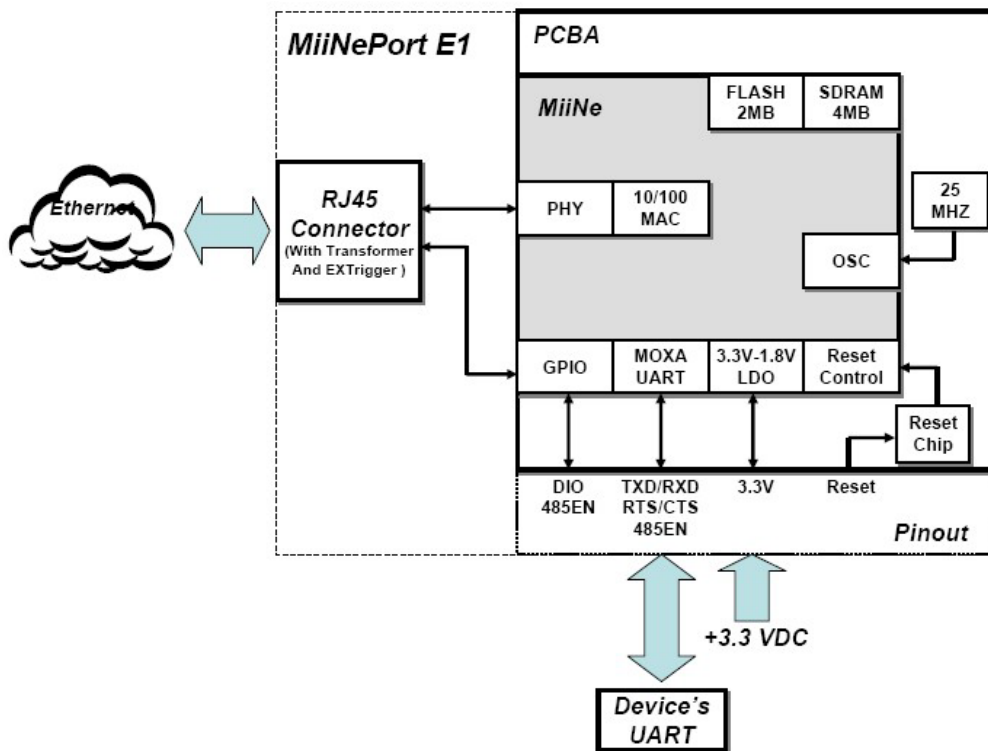 MiiNePort E1
PCBA
MiiNe
FLASH
2MB
SDRAM
4MB
Ethernet
RJ45
Connector
(With Transformer
And EXTrigger )
PHY
10/100
MAC
25
MHZ
OSC
GPIO
MOXA
UART
3.3V-1.8V
LDO
Reset
Control
Reset
Chip
DIO
485EN
TXD/RXD
RTS/CTS
485EN
3.3V
Reset
Pinout
+3.3 VDC
Device's
UART